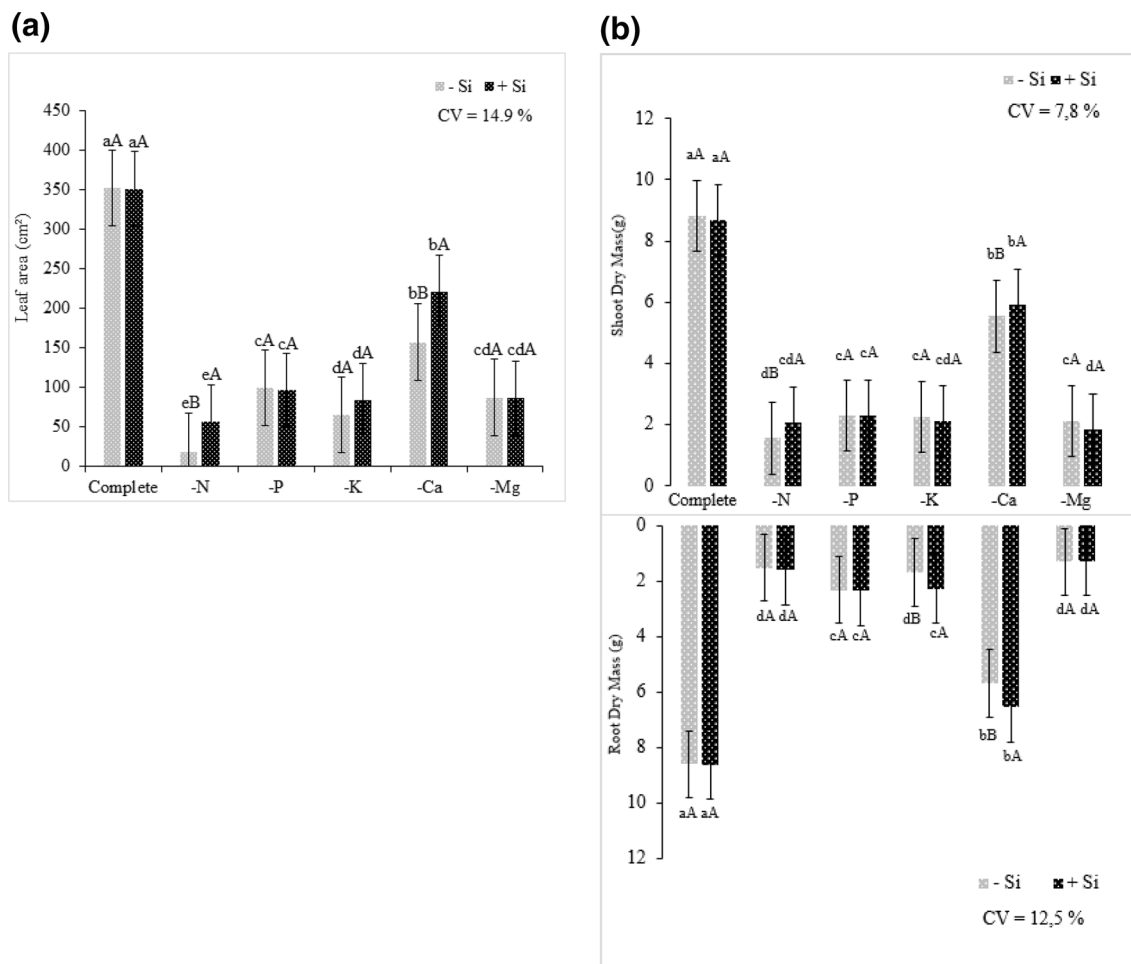 (a)
- Si + Si
CV = 14.9 %
Leaf area (cm²)
450
400
350
300
250
200
150
100
50
0
aA aA
eB eA
cA cA
dA dA
bB bA
cdA cdA
Complete -N -P -K -Ca -Mg
(b)
- Si + Si
CV = 7,8 %
Shoot Dry Mass(g)
12
10
8
6
4
2
0
aA aA
dB cdA
cA cA
cA cdA
bB bA
cA dA
Complete -N -P -K -Ca -Mg
Root Dry Mass (g)
0
2
4
6
8
10
12
aA aA
dA dA
cA cA
dB cA
bB bA
dA dA
- Si + Si
CV = 12,5 %